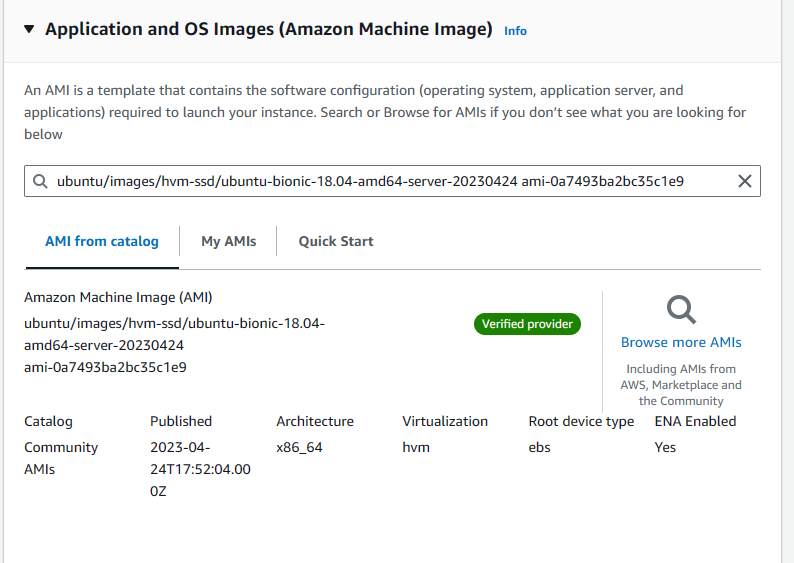 Application and OS Images (Amazon Machine Image) Info
An AMI is a template that contains the software configuration (operating system, application server, and
applications) required to launch your instance. Search or Browse for AMIs if you don't see what you are looking for
below
ubuntu/images/hvm-ssd/ubuntu-bionic-18.04-amd64-server-20230424 ami-0a7493ba2bc35c1e9
AMI from catalog
My AMIs
Quick Start
Amazon Machine Image (AMI)
ubuntu/images/hvm-ssd/ubuntu-bionic-18.04-
amd64-server-20230424
ami-0a7493ba2bc35c1e9
Verified provider
Browse more AMIs
Including AMIs from
AWS, Marketplace and
the Community
Catalog
Community
AMIs
Published
2023-04-
24T17:52:04.00
0Z
Architecture
x86_64
Virtualization
hvm
Root device type
ebs
ENA Enabled
Yes